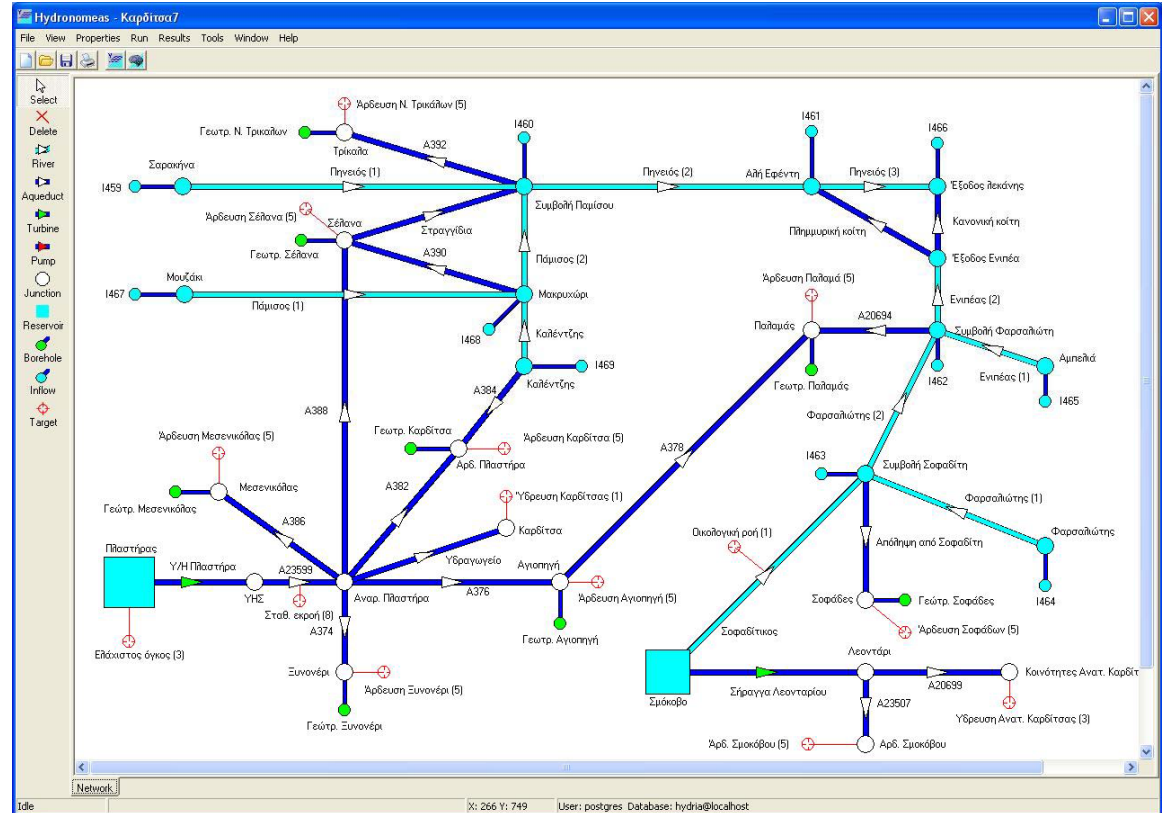 Hydronomeas - Καρδίτσα7
File View Properties Run Results Tools Window Help
Select
Delete
River
Aqueduct
Turbine
Pump
Junction
Reservoir
Borehole
Inflow
Target
Άρδευση Ν. Τρικάλων (5)
Γεωτρ. Ν. Τρικαλων
Τρίκαλα
A392
I460
I461
I466
Σαρακήνα
I459
Πηνειός (1)
Πηνειός (2)
Αλή Εφέντη
Πηνειός (3)
Έξοδος λεκάνης
Συμβολή Παμίσου
Άρδευση Σέλανα (5)
Σέλανα
Στραγγίδια
Κανονική κοίτη
Πλημμυρική κοίτη
Γεωτρ. Σέλανα
A390
Πάμισος (2)
Έξοδος Ενιπέα
Μουζάκι
I467
Πάμισος (1)
Μακρυχώρι
Άρδευση Παλαμά (5)
Ενιπέας (2)
A20694
Παλαμάς
Συμβολή Φαρσαλιώτη
I468
Καλέντζης
I469
Καλέντζης
Γεωτρ. Παλαμάς
I462
Ενιπέας (1)
Αμπελιά
I465
A384
A388
Φαρσαλιώτης (2)
Άρδευση Μεσενικόλας (5)
Γεωτρ. Καρδίτσα
Άρδευση Καρδίτσα (5)
Αρδ. Πλαστήρα
A378
I463
Συμβολή Σοφαδίτη
Μεσενικόλας
Γεώτρ. Μεσενικόλας
A382
Ύδρευση Καρδίτσας (1)
Φαρσαλιώτης (1)
A386
Καρδίτσα
Οικολογική ροή (1)
Απόληψη από Σοφαδίτη
Φαρσαλιώτης
Πλαστήρας
Υ/Η Πλαστήρα
A23599
Υδραγωγείο
Αγιοπηγή
I464
ΥΗΣ
Αναρ. Πλαστήρα
A376
Άρδευση Αγιοπηγή (5)
Σταθ. εκροή (8)
Σοφάδες
Γεώτρ. Σοφάδες
A374
Γεωτρ. Αγιοπηγή
Σοφαδίτικος
Άρδευση Σοφάδων (5)
Ελάχιστος όγκος (3)
Ξυνονέρι
Άρδευση Ξυνονέρι (5)
Γεώτρ. Ξυνονέρι
Λεοντάρι
Κοινότητες Ανατ. Καρδίτ
A20699
Σμόκοβο
Σήραγγα Λεονταρίου
A23507
Υδρευση Ανατ. Καρδίτσας (3)
Άρδ. Σμοκόβου (5)
Αρδ. Σμοκόβου
Network
Idle
X: 266 Y: 749
User: postgres Database: hydria@localhost